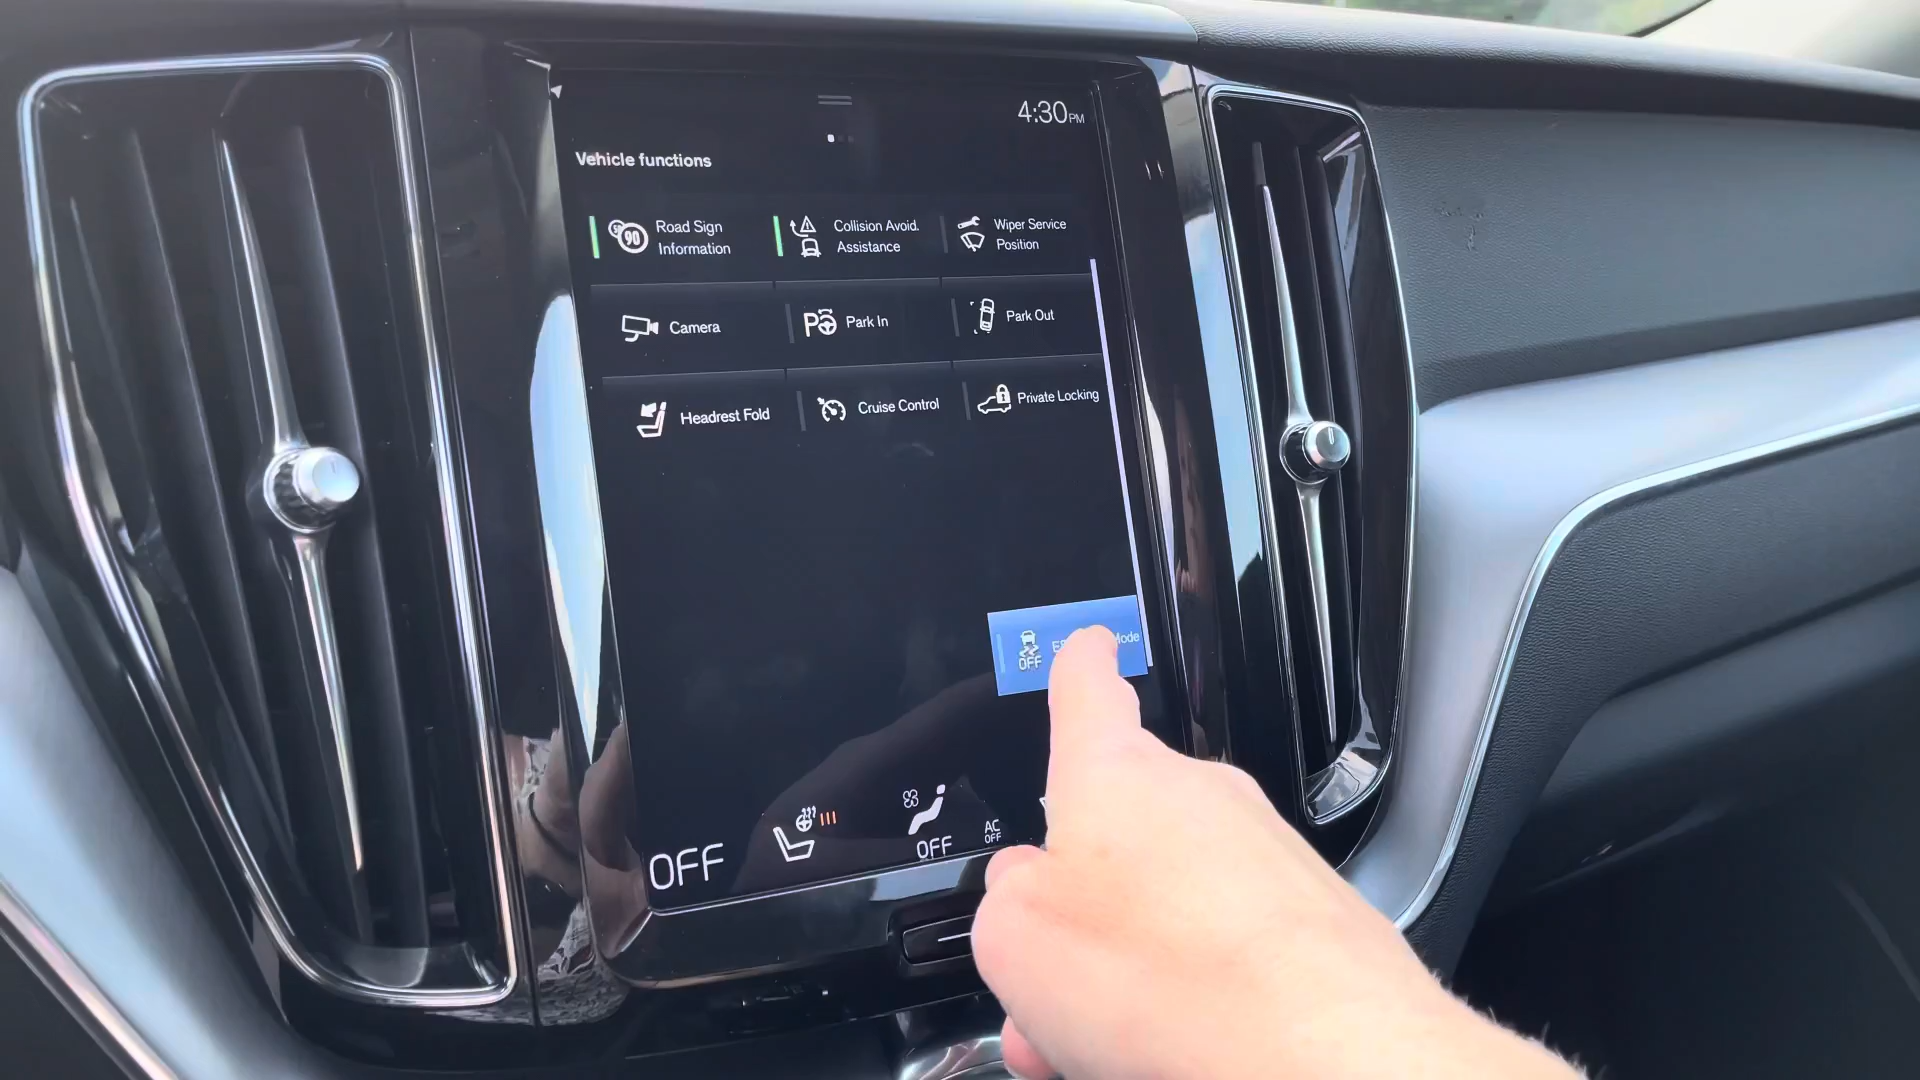 4:30PM
Vehicle functions
90
Road Sign
Information
Collision Avoid.
Assistance
Wiper Service
Position
Camera
P
Park In
Park Out
Headrest Fold
Cruise Control
Private Locking
OFF
Mode
OFF
OFF
AC
OFF